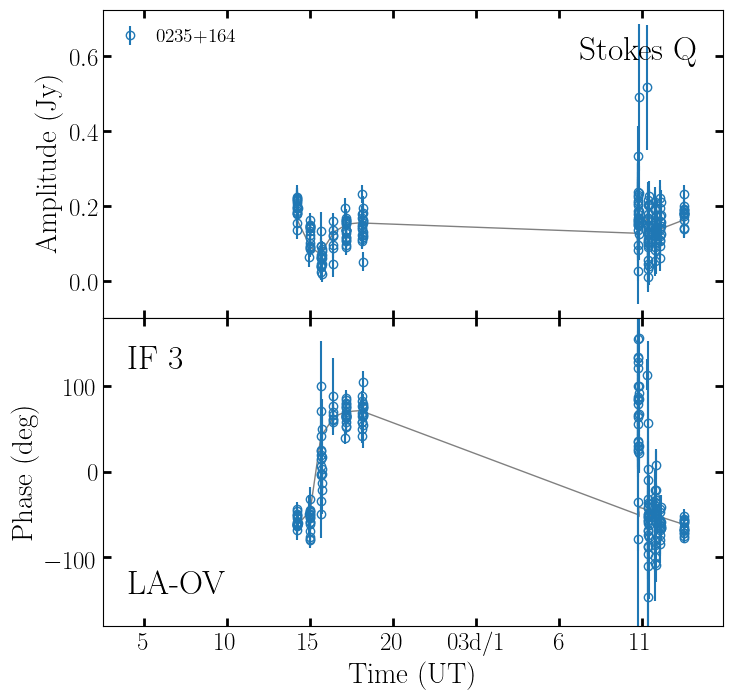 0235+164
Stokes Q
Amplitude (Jy)
0.6
0.4
0.2
0.0
IF 3
Phase (deg)
100
0
−100
LA-OV
5 10 15 20 03d/1 6 11
Time (UT)